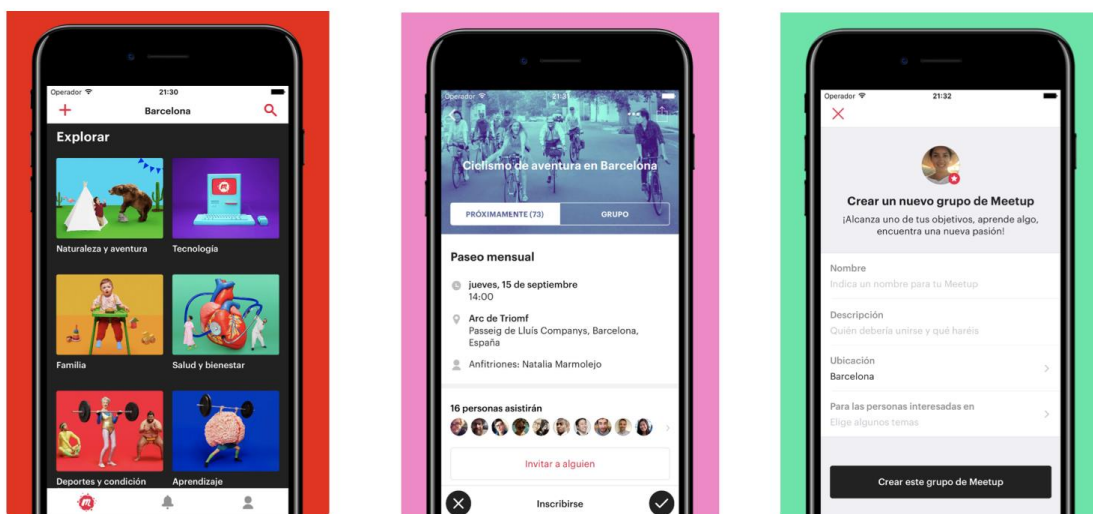 Operador 21:30
Barcelona
Explorar
Naturaleza y aventura Tecnología
Familia Salud y bienestar
Deportes y condición Aprendizaje
Operador 21:31
Ciclismo de aventura en Barcelona
PRÓXIMAMENTE (73) GRUPO
Paseo mensual
jueves, 15 de septiembre
14:00
Arc de Triomf
Passeig de Lluís Companys, Barcelona,
España
Anfitriones: Natalia Marmolejo
16 personas asistirán
Invitar a alguien
Inscribirse
Operador 21:32
Crear un nuevo grupo de Meetup
¡Alcanza uno de tus objetivos, aprende algo,
encuentra una nueva pasión!
Nombre
Indica un nombre para tu Meetup
Descripción
Quién debería unirse y qué haréis
Ubicación
Barcelona
Para las personas interesadas en
Elige algunos temas
Crear este grupo de Meetup